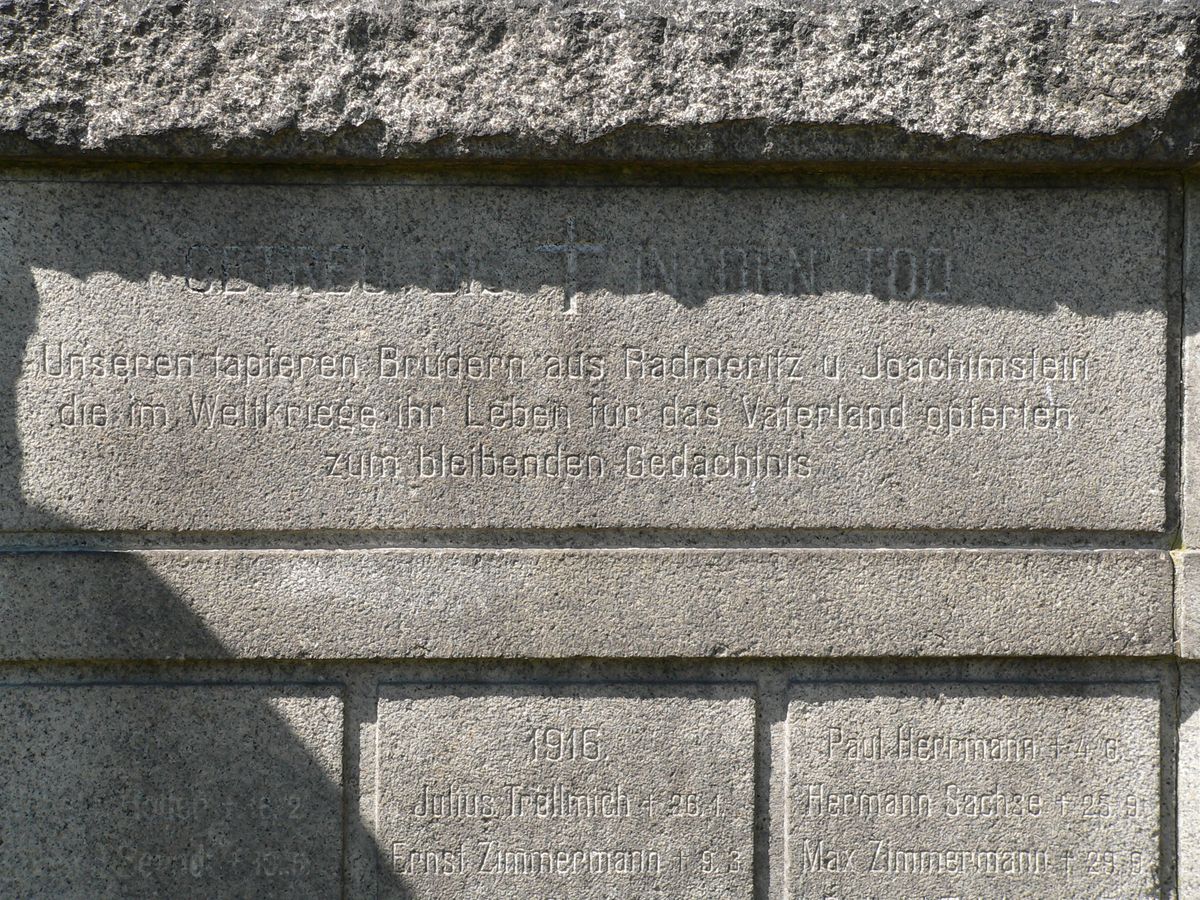 GETREU BIS IN DEN TOD
Unseren tapferen Brüdern aus Radmeritz u. Joachimstein
die im Weltkriege ihr Leben für das Vaterland opferten
zum bleibenden Gedächtnis
1916.
Julius Tröllmich † 26. 1.
Ernst Zimmermann † 9. 3.
Paul Herrmann † 4. 6.
Hermann Sachse † 25. 9.
Max Zimmermann † 29. 9.